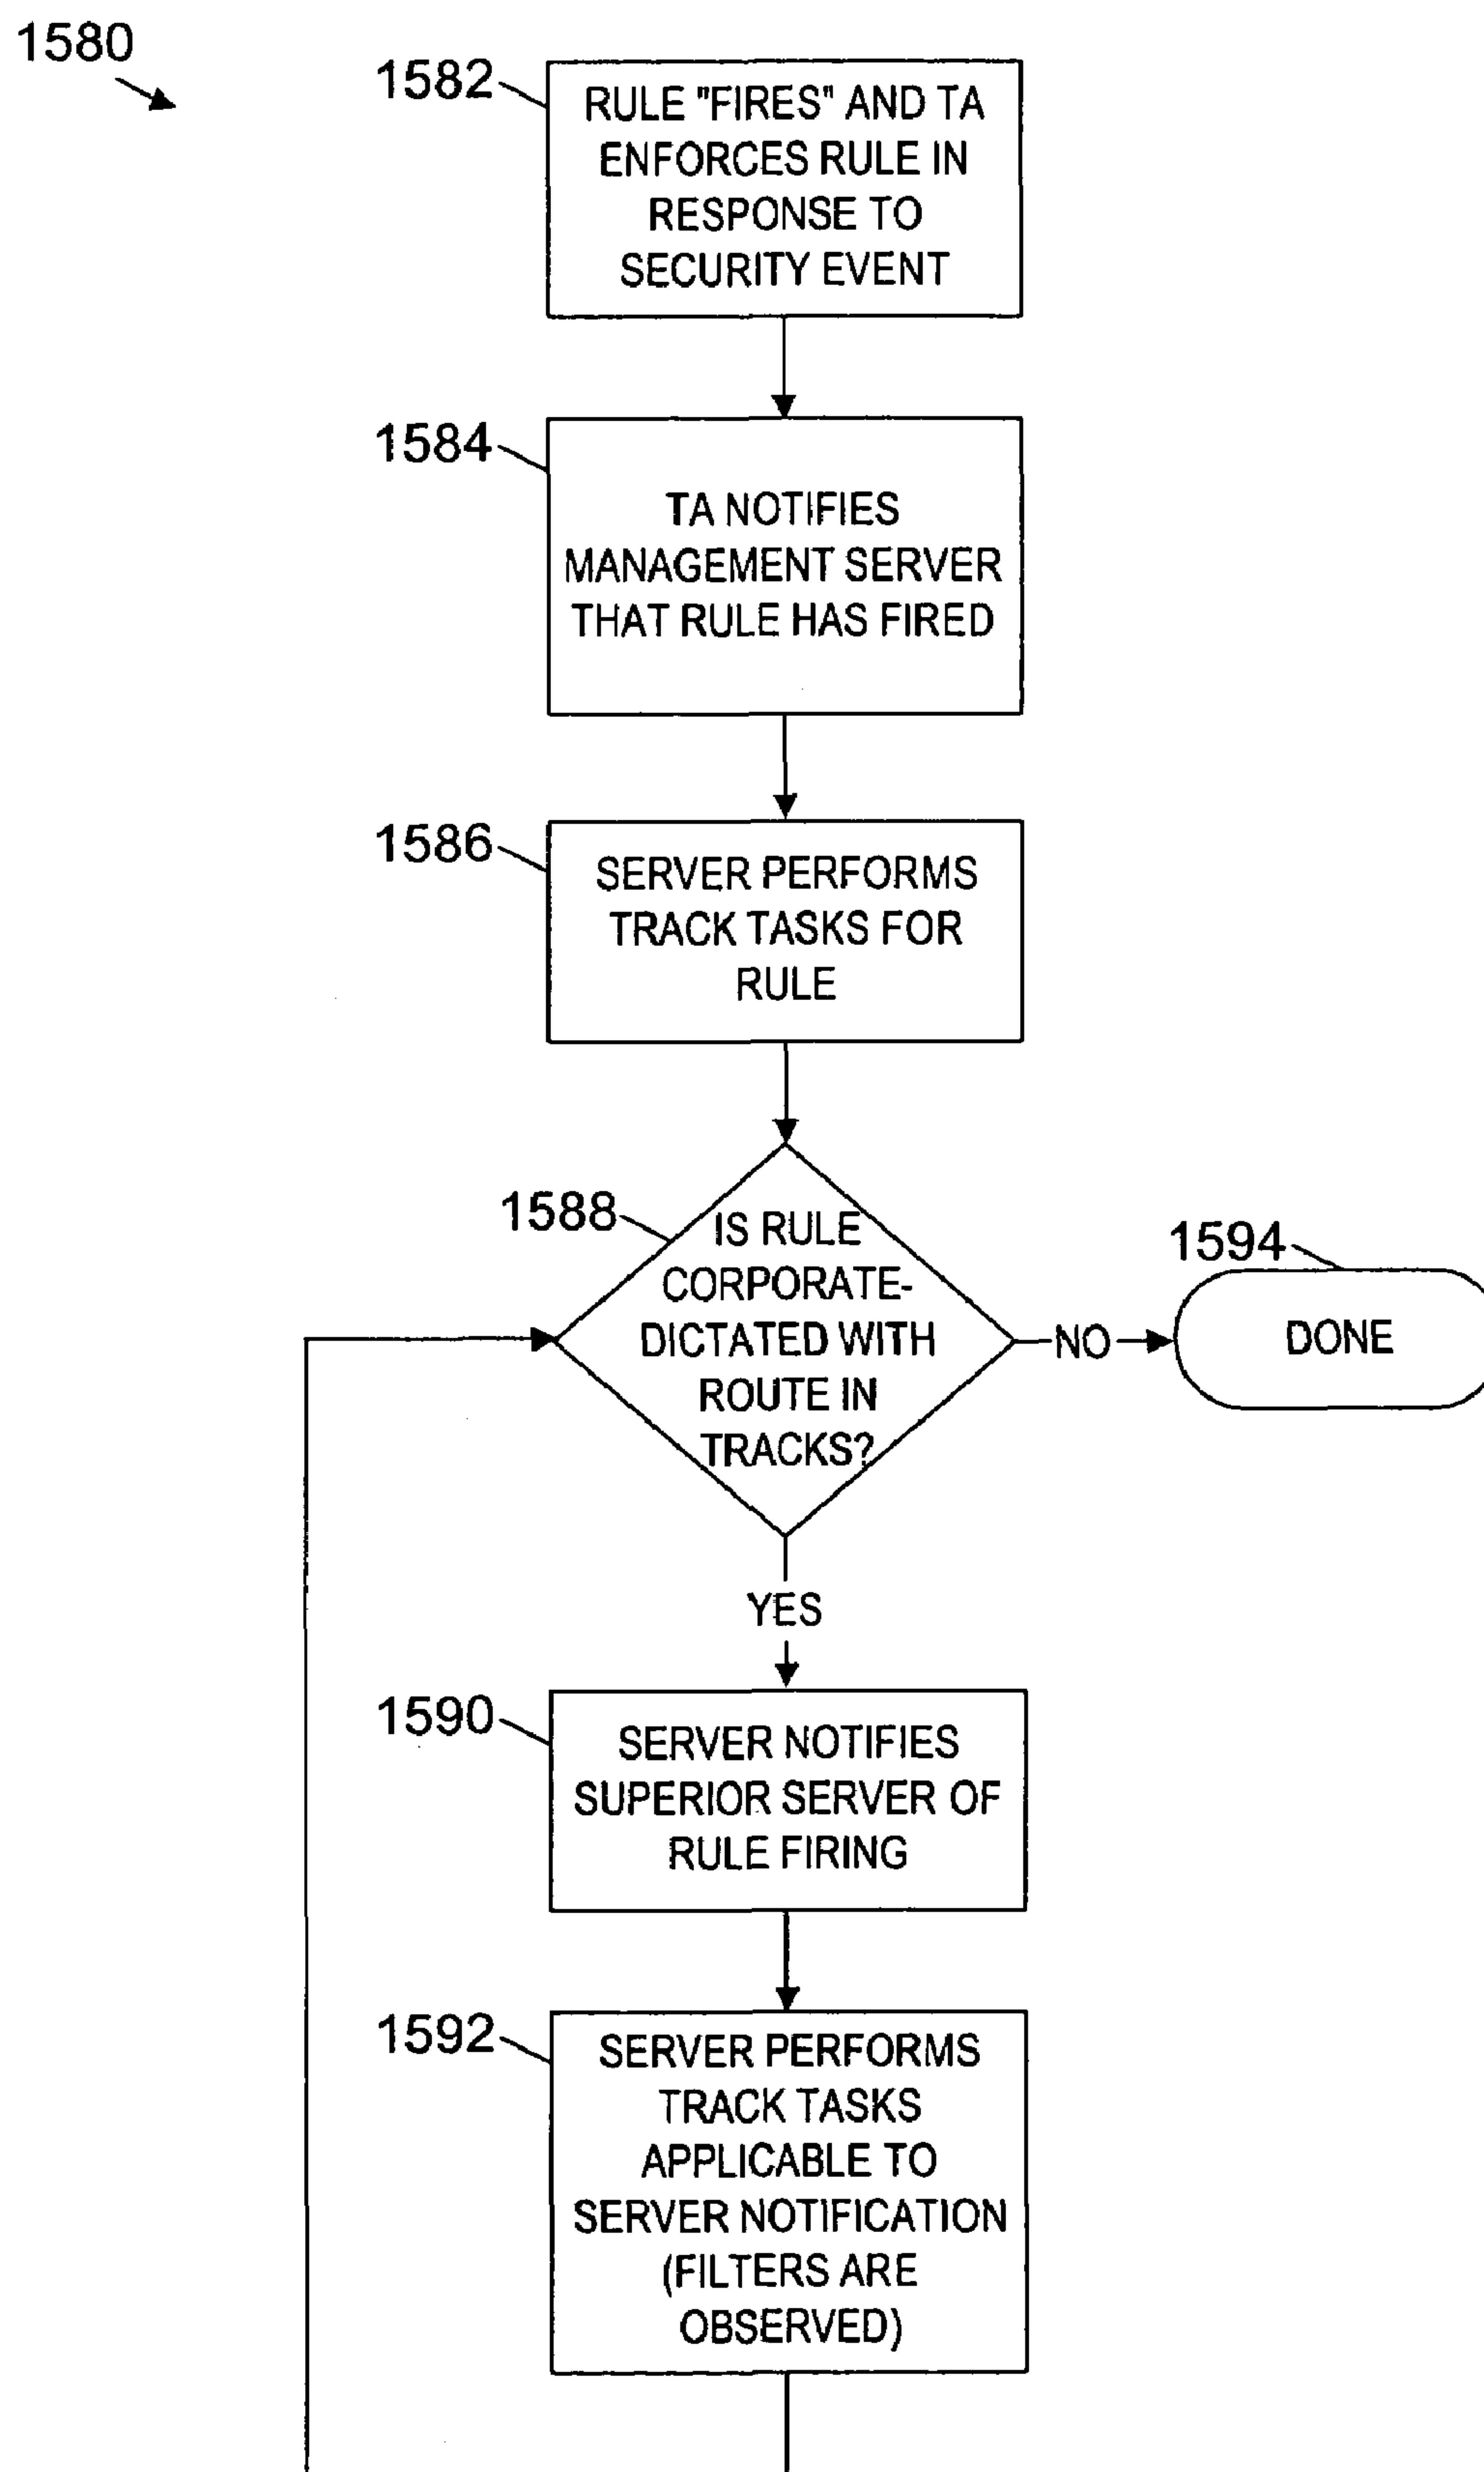 1580
1582
RULE "FIRES" AND TA
ENFORCES RULE IN
RESPONSE TO
SECURITY EVENT
1584
TA NOTIFIES
MANAGEMENT SERVER
THAT RULE HAS FIRED
1586
SERVER PERFORMS
TRACK TASKS FOR
RULE
1588
IS RULE
CORPORATE-
DICTATED WITH
ROUTE IN
TRACKS?
NO
1594
DONE
YES
1590
SERVER NOTIFIES
SUPERIOR SERVER OF
RULE FIRING
1592
SERVER PERFORMS
TRACK TASKS
APPLICABLE TO
SERVER NOTIFICATION
(FILTERS ARE
OBSERVED)